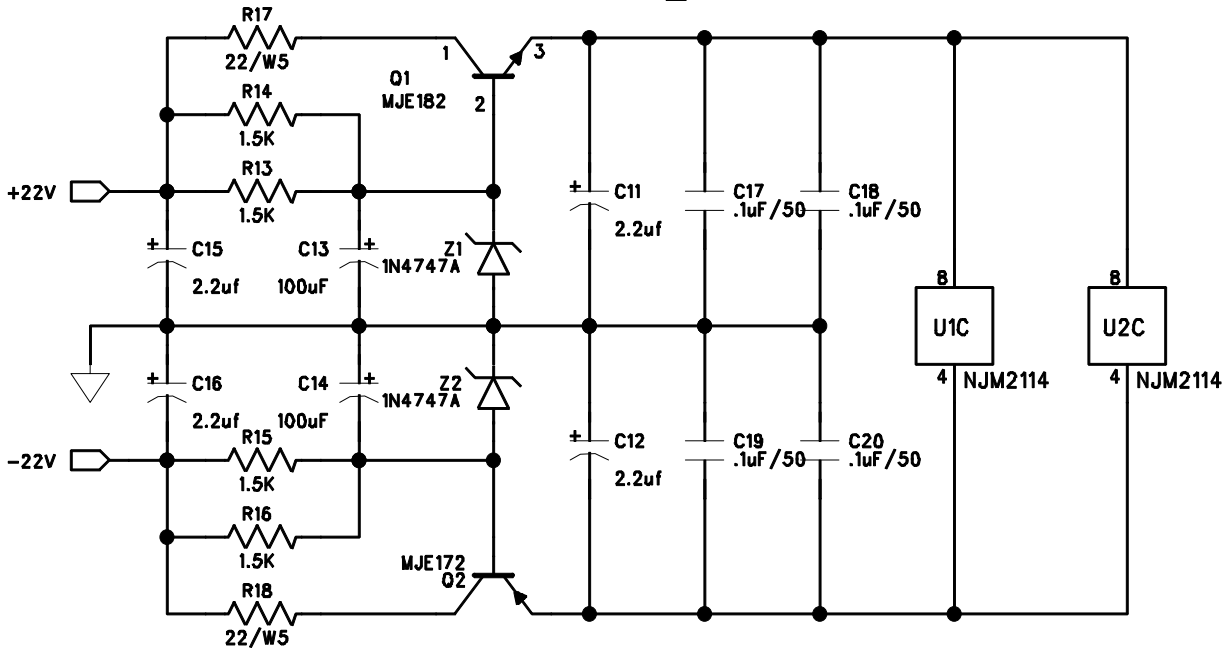 R17
22/W5
1
3
Q1
MJE182
2
R14
1.5K
R13
1.5K
+22V
C15
2.2uf
C13
100uF
Z1
1N4747A
C11
2.2uf
C17
.1uF/50
C18
.1uF/50
8
U1C
4
NJM2114
8
U2C
4
NJM2114
C16
2.2uf
C14
100uF
Z2
1N4747A
-22V
R15
1.5K
C12
2.2uf
C19
.1uF/50
C20
.1uF/50
R16
1.5K
MJE172
Q2
R18
22/W5